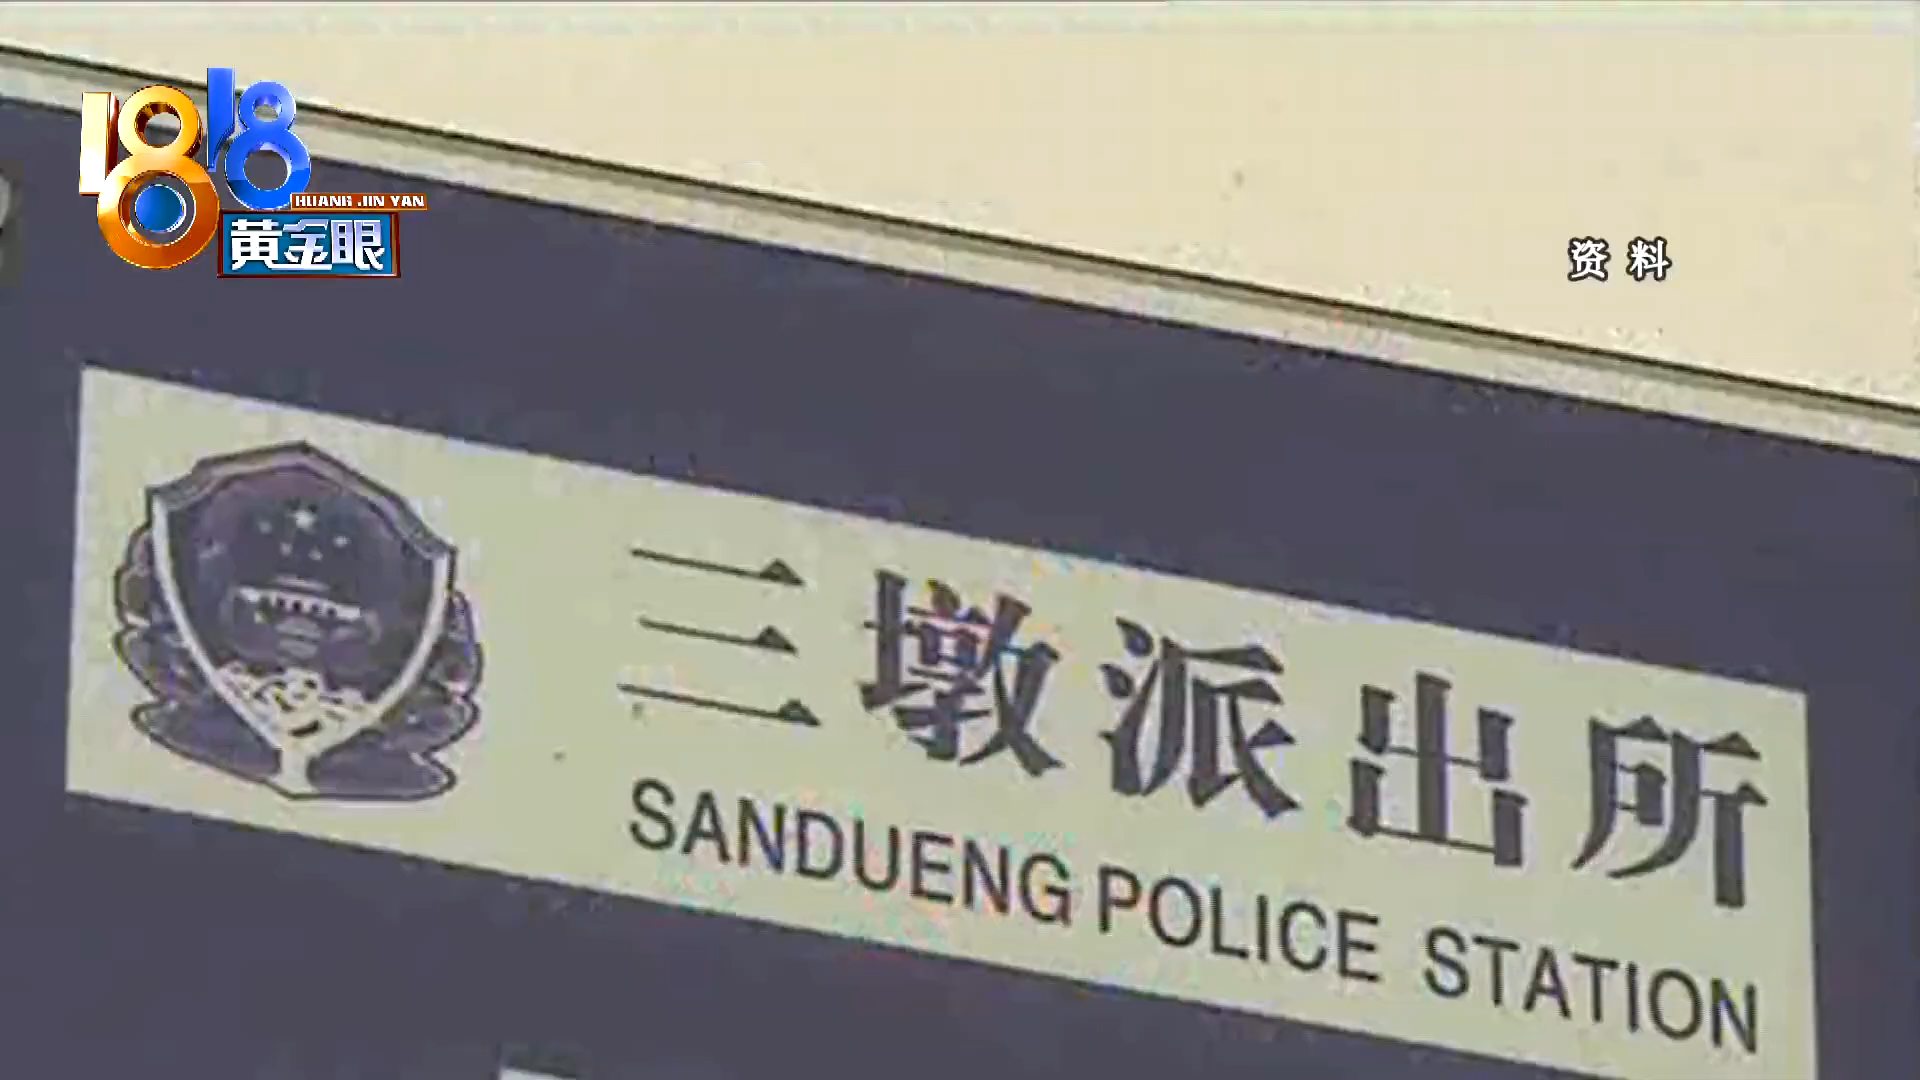 1818
HUANG JIN YAN
黄金眼
资料
三墩派出所
SANDUENG POLICE STATION